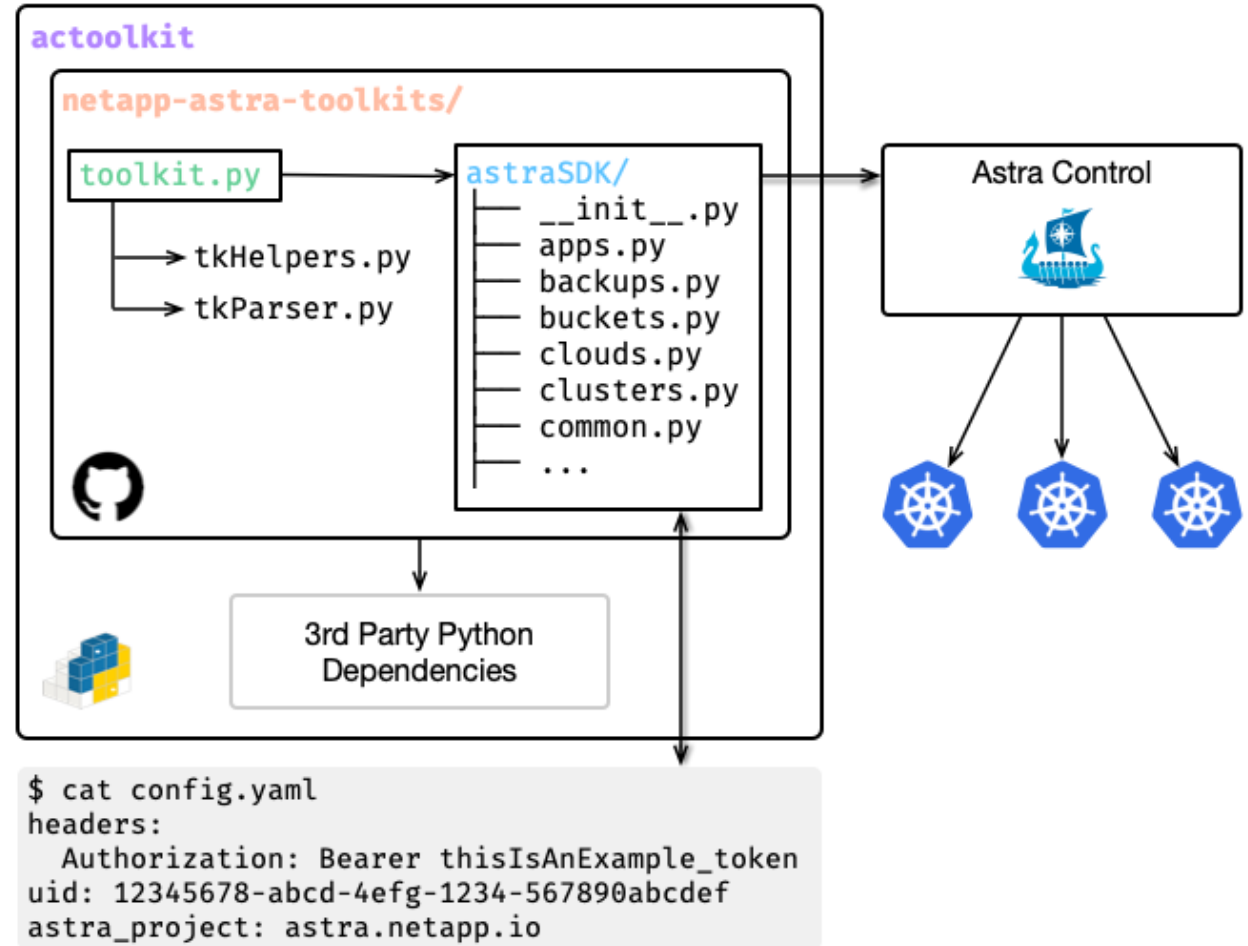 actoolkit
netapp-astra-toolkits/
toolkit.py
tkHelpers.py
tkParser.py
astraSDK/
__init__.py
apps.py
backups.py
buckets.py
clouds.py
clusters.py
common.py
...
Astra Control
3rd Party Python
Dependencies
$ cat config.yaml
headers:
  Authorization: Bearer thisIsAnExample_token
uid: 12345678-abcd-4efg-1234-567890abcdef
astra_project: astra.netapp.io